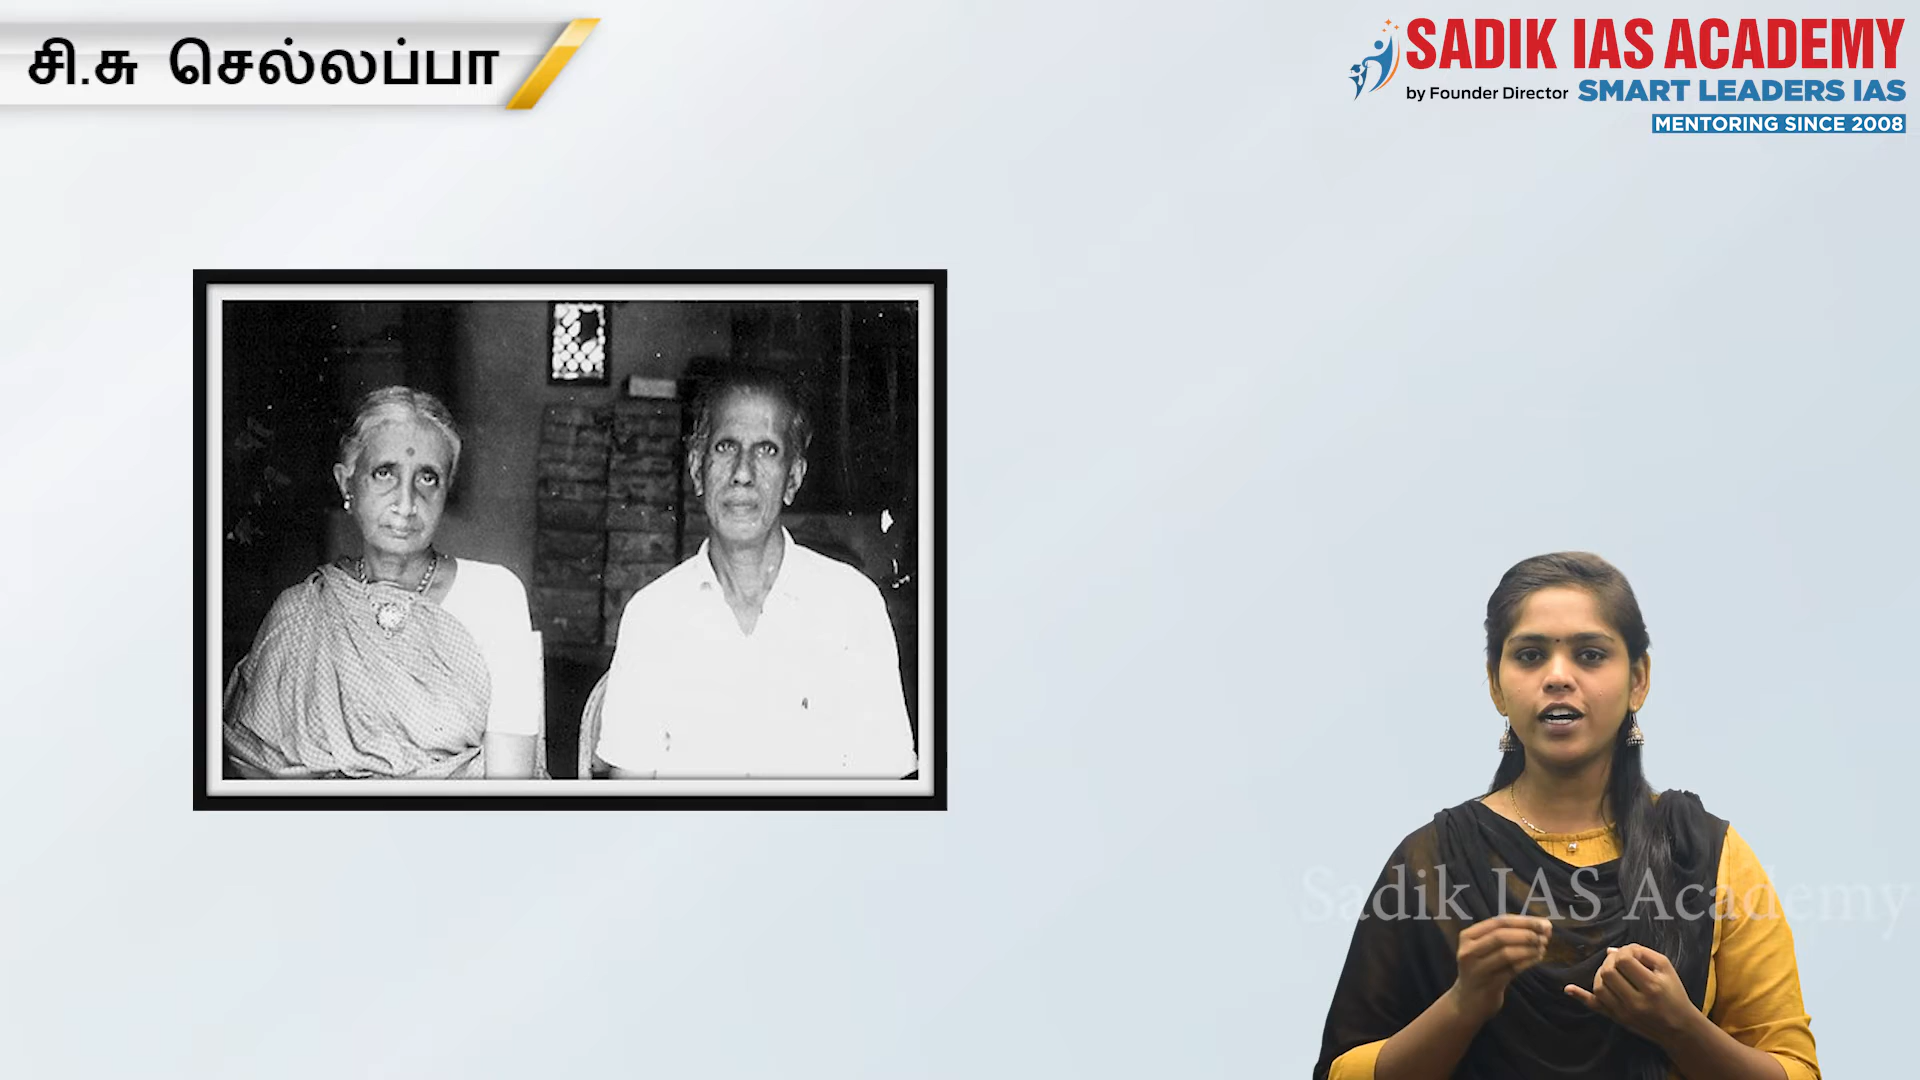 சி.சு செல்லப்பா
SADIK IAS ACADEMY
by Founder Director SMART LEADERS IAS
MENTORING SINCE 2008
Sadik IAS Academy